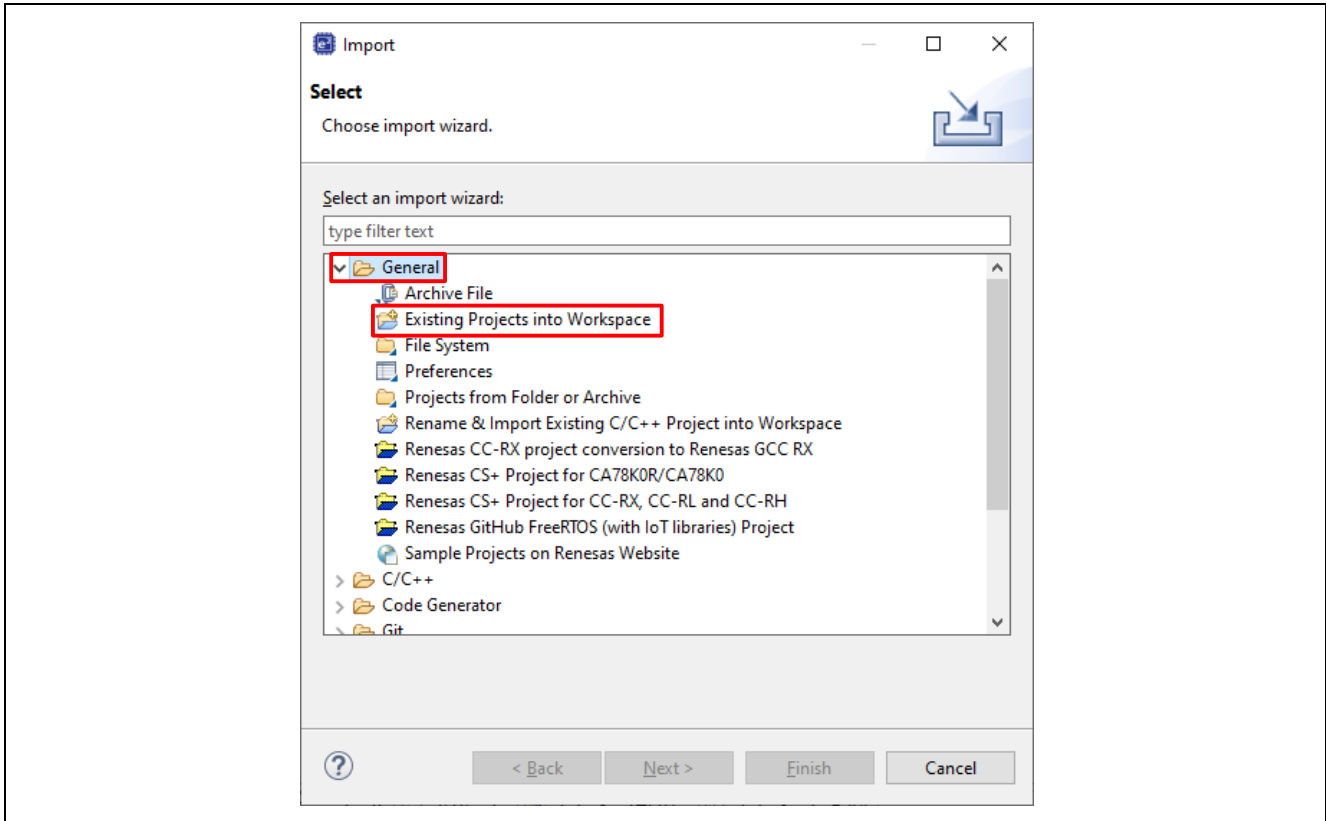 Import
Select
Choose import wizard.
Select an import wizard:
type filter text
General
Archive File
Existing Projects into Workspace
File System
Preferences
Projects from Folder or Archive
Rename & Import Existing C/C++ Project into Workspace
Renesas CC-RX project conversion to Renesas GCC RX
Renesas CS+ Project for CA78K0R/CA78K0
Renesas CS+ Project for CC-RX, CC-RL and CC-RH
Renesas GitHub FreeRTOS (with IoT libraries) Project
Sample Projects on Renesas Website
C/C++
Code Generator
Git
? < Back Next > Finish Cancel